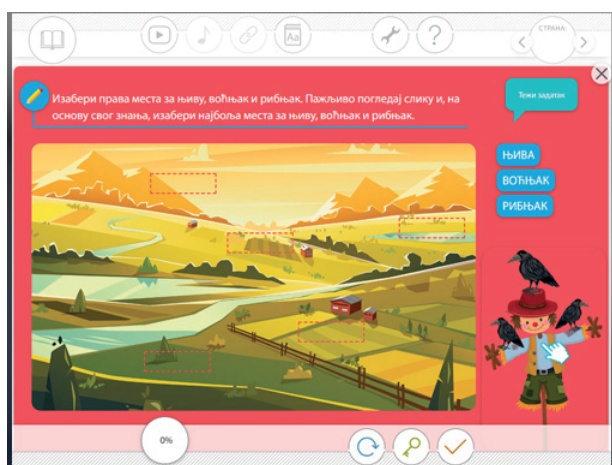 Aa
?
СТРАНА:
Изабери права места за њиву, воћњак и рибњак. Пажљиво погледај слику и, на
основу свог знања, изабери најбоља места за њиву, воћњак и рибњак.
Тежи задатак
ЊИВА
ВОЋЊАК
РИБЊАК
0%